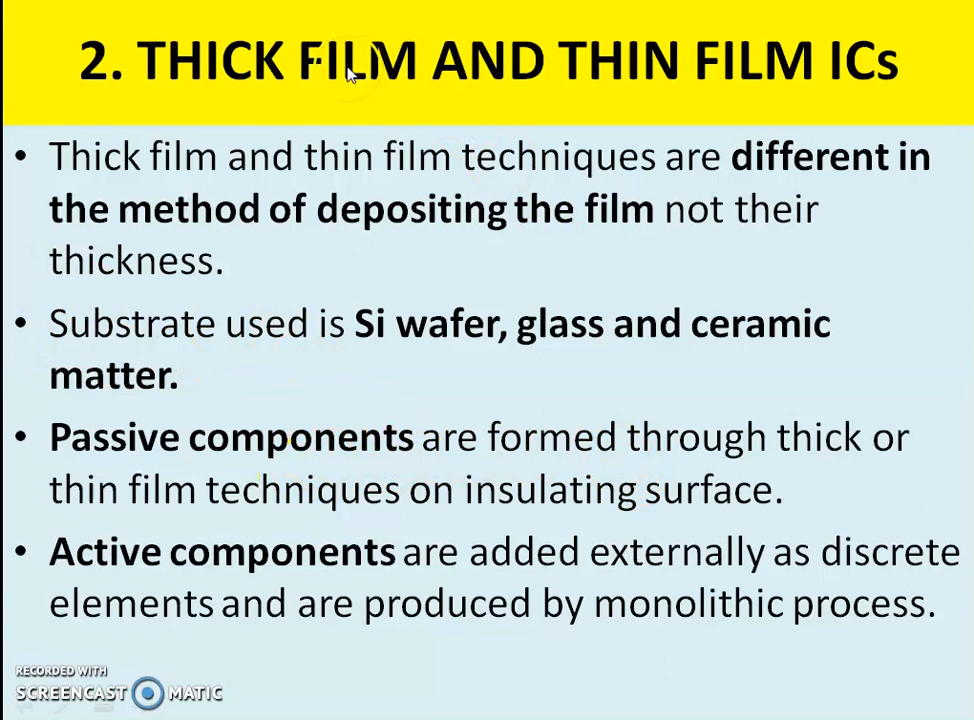 2. THICK FILM AND THIN FILM ICs
• Thick film and thin film techniques are different in
the method of depositing the film not their
thickness.
• Substrate used is Si wafer, glass and ceramic
matter.
• Passive components are formed through thick or
thin film techniques on insulating surface.
• Active components are added externally as discrete
elements and are produced by monolithic process.
RECORDED WITH
SCREENCAST MATIC